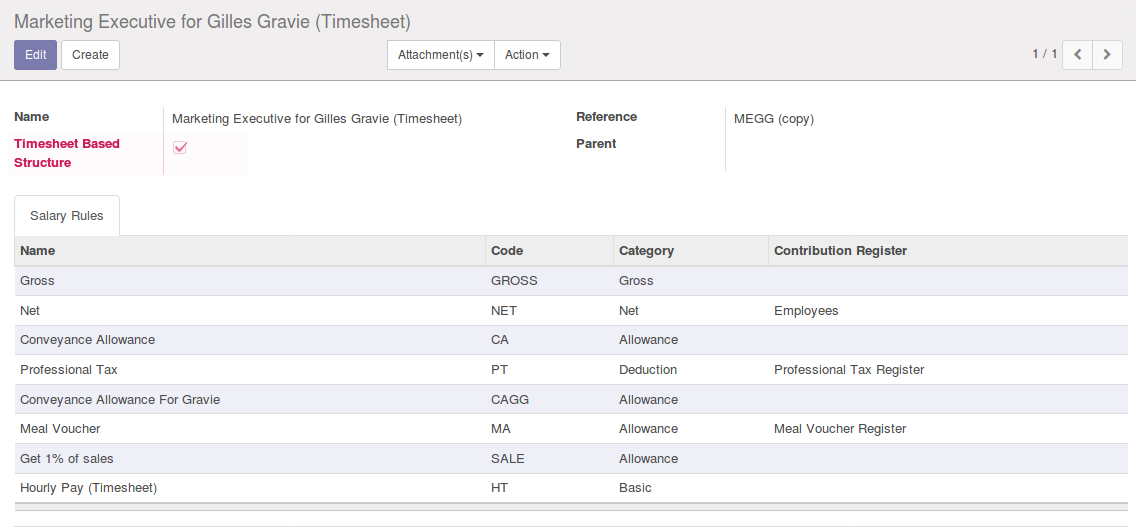 Marketing Executive for Gilles Gravie (Timesheet)
Edit Create Attachment(s) Action 1 / 1
Name Marketing Executive for Gilles Gravie (Timesheet) Reference MEGG (copy)
Timesheet Based Parent
Structure
Salary Rules
Name Code Category Contribution Register
Gross GROSS Gross
Net NET Net Employees
Conveyance Allowance CA Allowance
Professional Tax PT Deduction Professional Tax Register
Conveyance Allowance For Gravie CAGG Allowance
Meal Voucher MA Allowance Meal Voucher Register
Get 1% of sales SALE Allowance
Hourly Pay (Timesheet) HT Basic